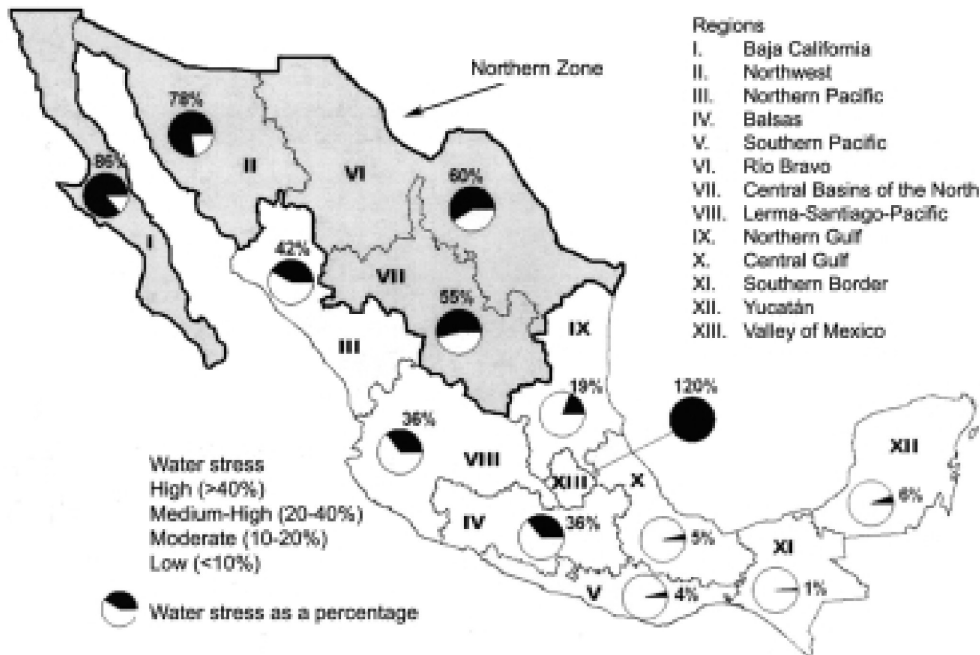 Regions
I. Baja California
II. Northwest
III. Northern Pacific
IV. Balsas
V. Southern Pacific
VI. Río Bravo
VII. Central Basins of the North
VIII. Lerma-Santiago-Pacific
IX. Northern Gulf
X. Central Gulf
XI. Southern Border
XII. Yucatán
XIII. Valley of Mexico
Northern Zone
78%
86%
II
VI
60%
I
42%
VII
55%
III
IX
19%
120%
36%
VIII
XIII
X
XII
6%
IV
36%
5%
XI
V
4%
1%
Water stress
High (>40%)
Medium-High (20-40%)
Moderate (10-20%)
Low (<10%)
Water stress as a percentage